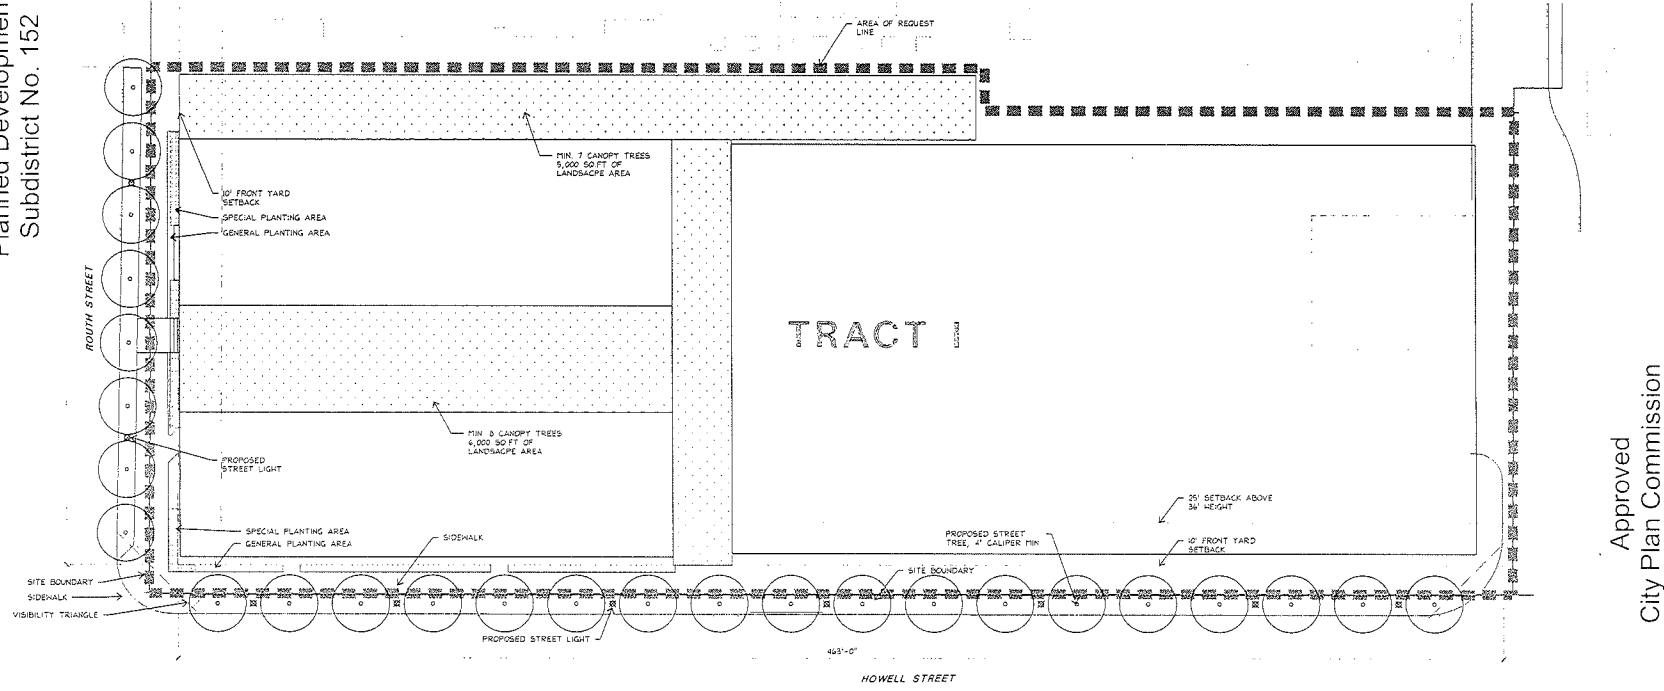 Planned Developmen
Subdistrict No. 152
AREA OF REQUEST
LINE
MIN. 7 CANOPY TREES
5,000 SQ.FT OF
LANDSACPE AREA
10' FRONT YARD
SETBACK
SPECIAL PLANTING AREA
GENERAL PLANTING AREA
ROUTH STREET
TRACT I
MIN 8 CANOPY TREES
6,000 SQ FT OF
LANDSACPE AREA
PROPOSED
STREET LIGHT
25' SETBACK ABOVE
36' HEIGHT
SPECIAL PLANTING AREA
GENERAL PLANTING AREA
SIDEWALK
PROPOSED STREET
TREE, 4" CALIPER MIN
10' FRONT YARD
SETBACK
SITE BOUNDARY
SITE BOUNDARY
SIDEWALK
VISIBILITY TRIANGLE
PROPOSED STREET LIGHT
463'-0"
HOWELL STREET
Approved
City Plan Commission